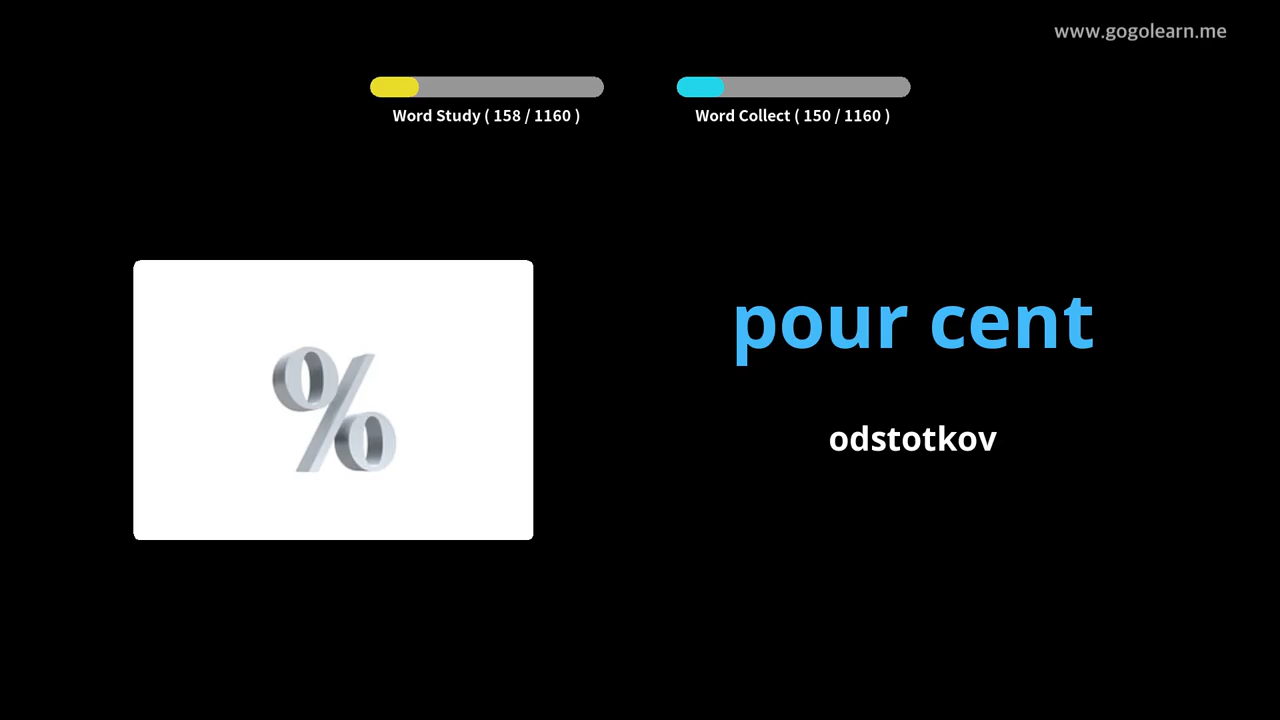 www.gogolearn.me
Word Study ( 158 / 1160 )
Word Collect ( 150 / 1160 )
%
pour cent
odstotkov